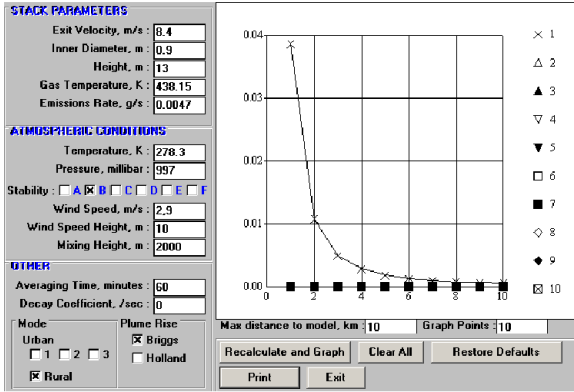 STACK PARAMETERS
Exit Velocity, m/s : 8.4
Inner Diameter, m : 0.9
Height, m : 13
Gas Temperature, K : 438.15
Emissions Rate, g/s : 0.0047
ATMOSPHERIC CONDITIONS
Temperature, K : 278.3
Pressure, millibar : 997
Stability : A B C D E F
Wind Speed, m/s : 2,9
Wind Speed Height, m : 10
Mixing Height, m : 2000
OTHER
Averaging Time, minutes : 60
Decay Coefficient, /sec : 0
Mode
Urban
1 2 3
Rural
Plume Rise
Briggs
Holland
0.04
0.03
0.02
0.01
0.00
0 2 4 6 8 10
1
2
3
4
5
6
7
8
9
10
Max distance to model, km : 10 Graph Points : 10
Recalculate and Graph Clear All Restore Defaults
Print Exit